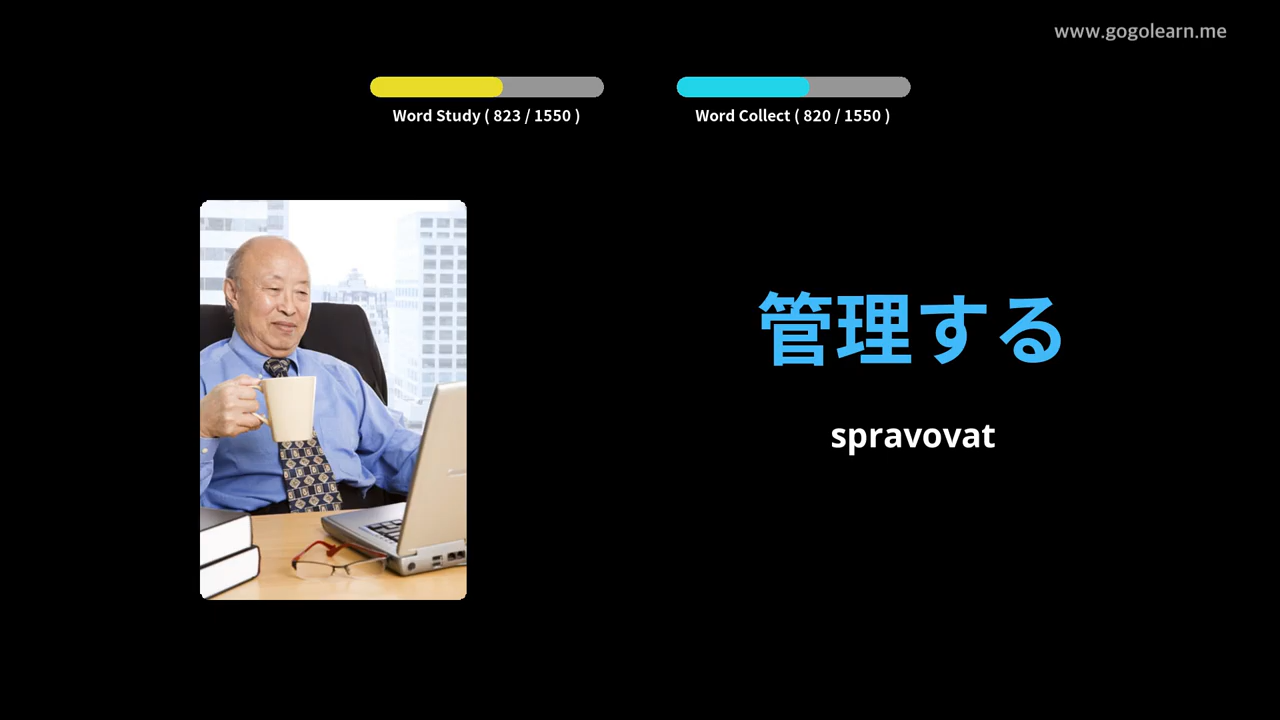 www.gogolearn.me
Word Study ( 823 / 1550 )
Word Collect ( 820 / 1550 )
管理する
spravovat